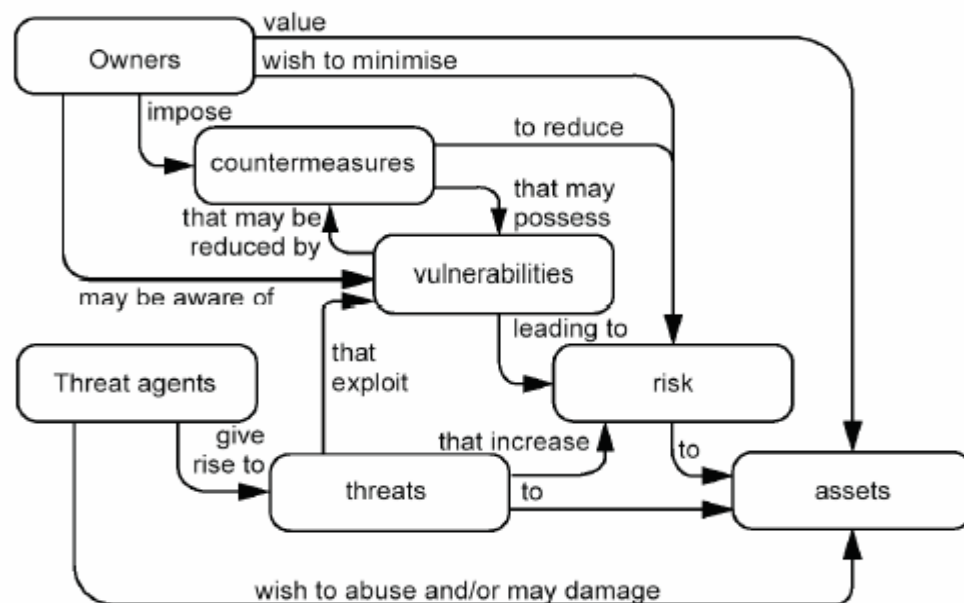 value
Owners
wish to minimise
impose
to reduce
countermeasures
that may
possess
that may be
reduced by
vulnerabilities
may be aware of
leading to
that
exploit
Threat agents
risk
give
rise to
that increase
to
threats
to
assets
wish to abuse and/or may damage